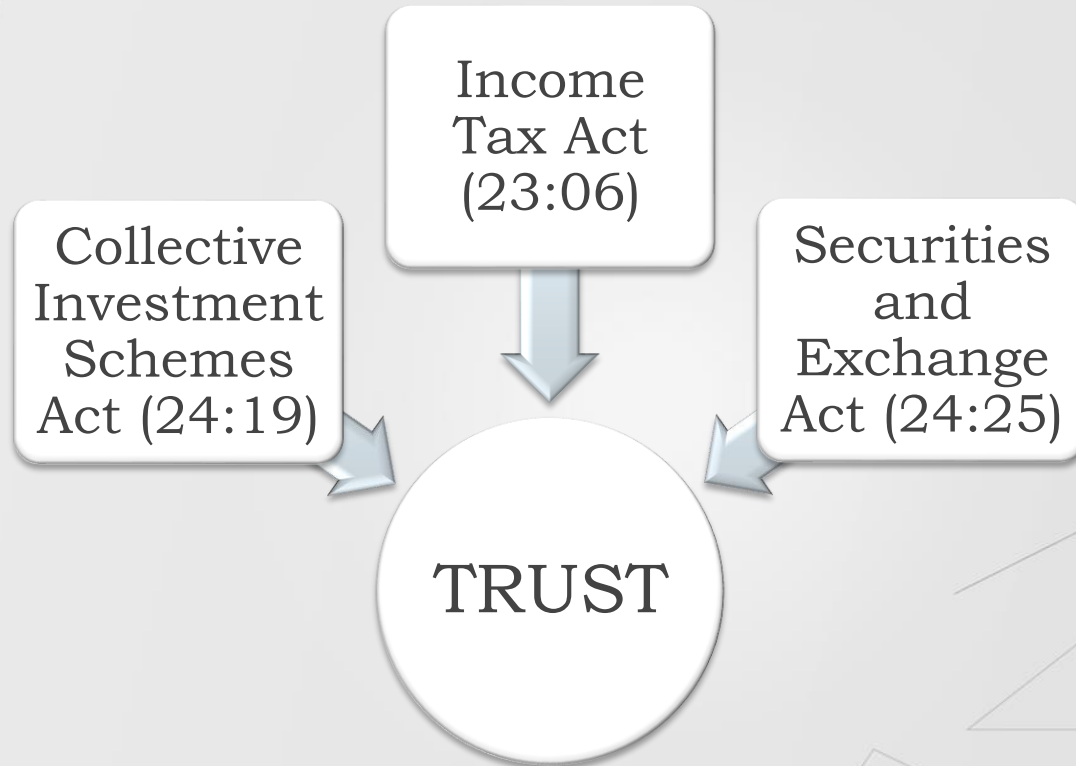 Income
Tax Act
(23:06)
Collective
Investment
Schemes
Act (24:19)
Securities
and
Exchange
Act (24:25)
TRUST